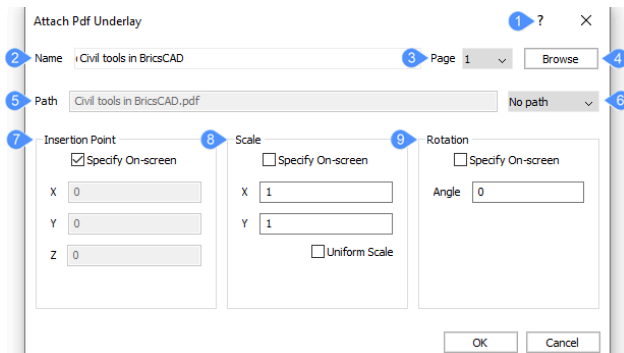 Attach Pdf Underlay 1 ?
2 Name Civil tools in BricsCAD 3 Page 1 Browse 4
5 Path Civil tools in BricsCAD.pdf No path 6
7 Insertion Point 8 Scale 9 Rotation
Specify On-screen Specify On-screen Specify On-screen
X 0 X 1 Angle 0
Y 0 Y 1
Z 0 Uniform Scale
OK Cancel